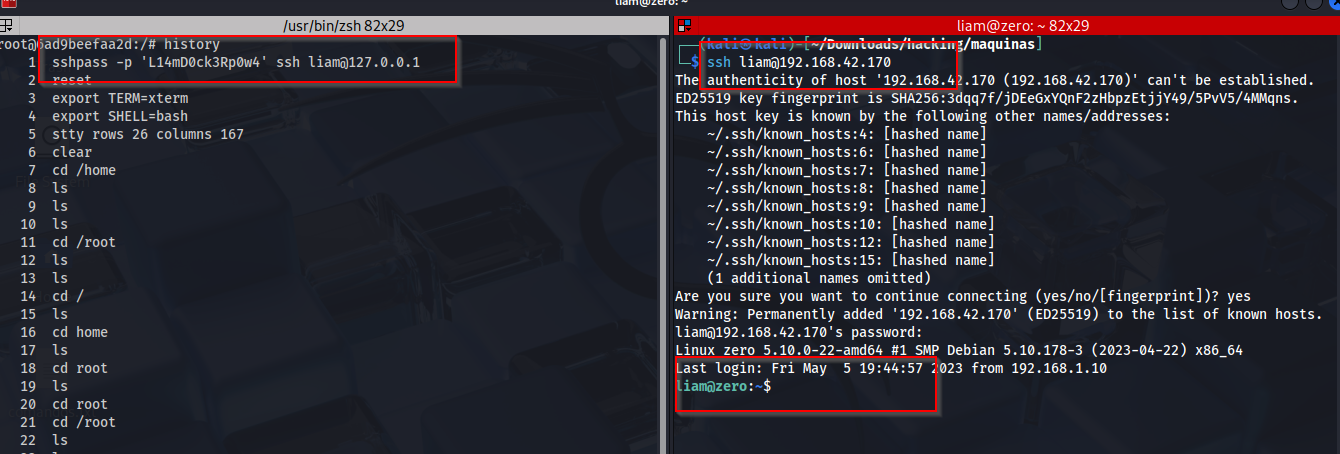 liam@zero: ~
/usr/bin/zsh 82x29
root@6ad9beefaa2d:/# history
1 sshpass -p 'L14mD0ck3Rp0w4' ssh liam@127.0.0.1
2 reset
3 export TERM=xterm
4 export SHELL=bash
5 stty rows 26 columns 167
6 clear
7 cd /home
8 ls
9 ls
10 ls
11 cd /root
12 ls
13 ls
14 cd /
15 ls
16 cd home
17 ls
18 cd root
19 ls
20 cd root
21 cd /root
22 ls
liam@zero: ~ 82x29
┌──(kali㉿kali)-[~/Downloads/hacking/maquinas]
└─$ ssh liam@192.168.42.170
The authenticity of host '192.168.42.170 (192.168.42.170)' can't be established.
ED25519 key fingerprint is SHA256:3dqq7f/jDEeGxYQnF2zHbpzEtjjY49/5PvV5/4MMqns.
This host key is known by the following other names/addresses:
~/.ssh/known_hosts:4: [hashed name]
~/.ssh/known_hosts:6: [hashed name]
~/.ssh/known_hosts:7: [hashed name]
~/.ssh/known_hosts:8: [hashed name]
~/.ssh/known_hosts:9: [hashed name]
~/.ssh/known_hosts:10: [hashed name]
~/.ssh/known_hosts:12: [hashed name]
~/.ssh/known_hosts:15: [hashed name]
(1 additional names omitted)
Are you sure you want to continue connecting (yes/no/[fingerprint])? yes
Warning: Permanently added '192.168.42.170' (ED25519) to the list of known hosts.
liam@192.168.42.170's password:
Linux zero 5.10.0-22-amd64 #1 SMP Debian 5.10.178-3 (2023-04-22) x86_64
Last login: Fri May  5 19:44:57 2023 from 192.168.1.10
liam@zero:~$